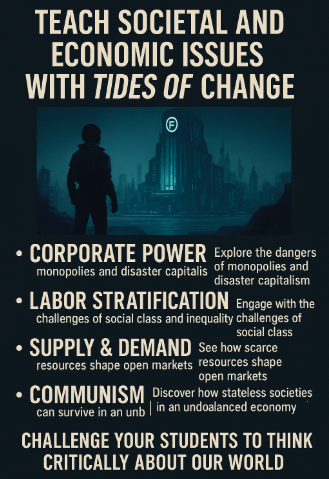 TEACH SOCIETAL AND
ECONOMIC ISSUES
WITH TIDES OF CHANGE
F
• CORPORATE POWER
monopolies and disaster capitalis
Explore the dangers
of monopolies and
disaster capitalism
• LABOR STRATIFICATION
challenges of social class and inequality
Engage with the
challenges of
social class
• SUPPLY & DEMAND
resources shape open markets
See how scarce
resources shape
open markets
• COMMUNISM
can survive in an unb |
Discover how stateless societies
in an undoalanced economy
CHALLENGE YOUR STUDENTS TO THINK
CRITICALLY ABOUT OUR WORLD